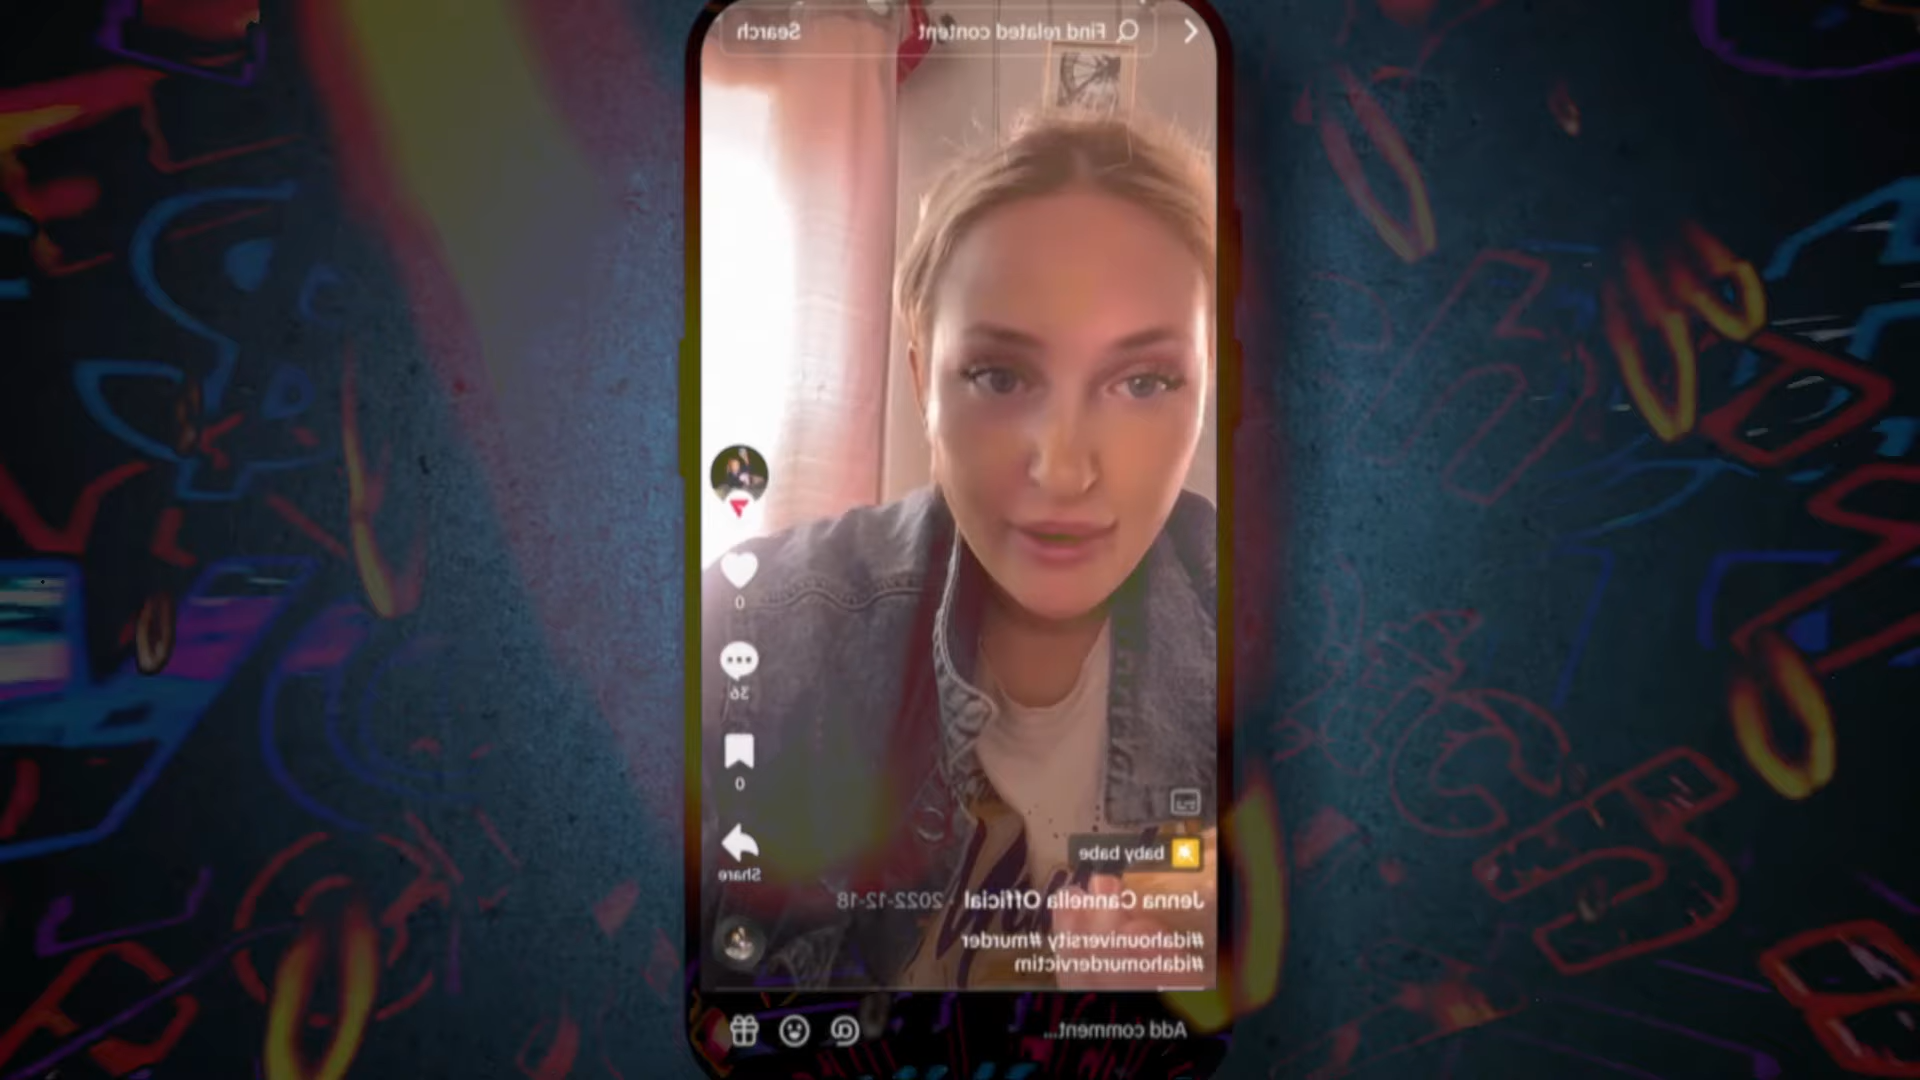 Find related content Search
0
36
0
baby babe
Share
Jenna Cannella Official · 2022-12-18
#idahouniversity #murder
#idahomurdervictim
Add comment...